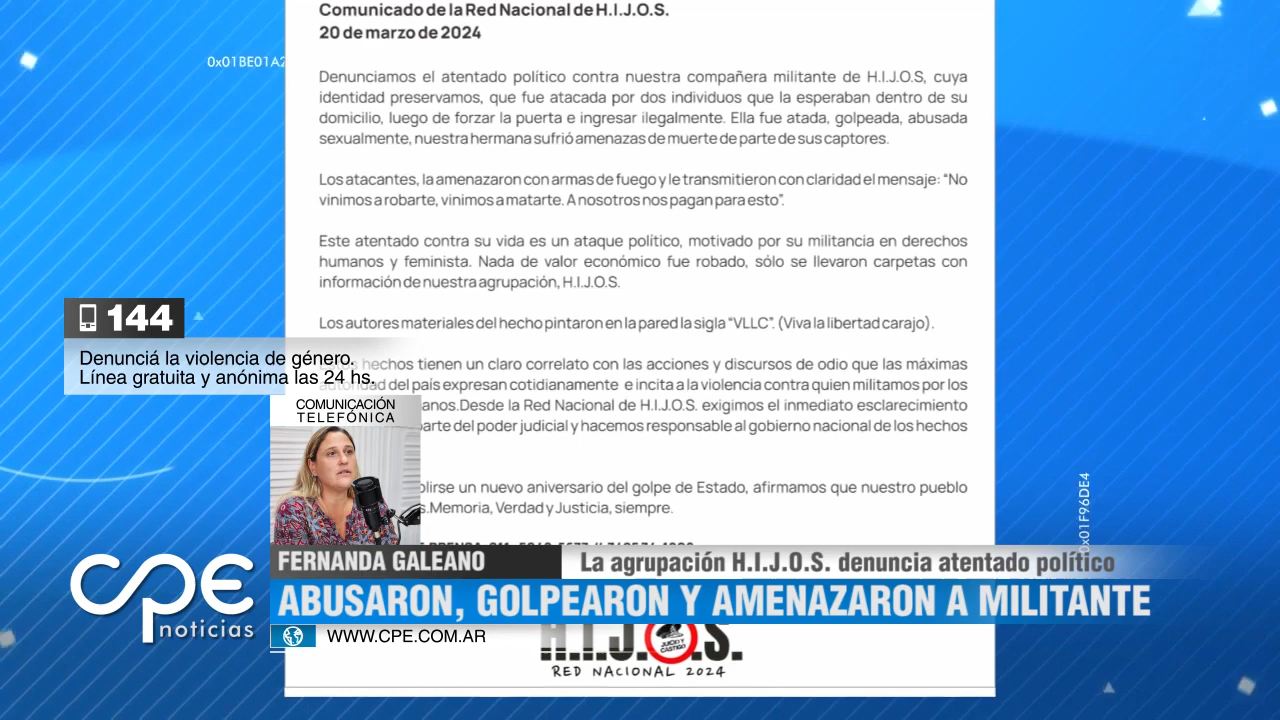 Comunicado de la Red Nacional de H.I.J.O.S.
20 de marzo de 2024
0x01BE01A2
Denunciamos el atentado político contra nuestra compañera militante de H.I.J.O.S, cuya
identidad preservamos, que fue atacada por dos individuos que la esperaban dentro de su
domicilio, luego de forzar la puerta e ingresar ilegalmente. Ella fue atada, golpeada, abusada
sexualmente, nuestra hermana sufrió amenazas de muerte de parte de sus captores.
Los atacantes, la amenazaron con armas de fuego y le transmitieron con claridad el mensaje: “No
vinimos a robarte, vinimos a matarte. A nosotros nos pagan para esto”.
Este atentado contra su vida es un ataque político, motivado por su militancia en derechos
humanos y feminista. Nada de valor económico fue robado, sólo se llevaron carpetas con
información de nuestra agrupación, H.I.J.O.S.
Los autores materiales del hecho pintaron en la pared la sigla “VLLC”. (Viva la libertad carajo).
hechos tienen un claro correlato con las acciones y discursos de odio que las máximas
autoridad del país expresan cotidianamente e incita a la violencia contra quien militamos por los
anos.Desde la Red Nacional de H.I.J.O.S. exigimos el inmediato esclarecimiento
parte del poder judicial y hacemos responsable al gobierno nacional de los hechos
plirse un nuevo aniversario del golpe de Estado, afirmamos que nuestro pueblo
s.Memoria, Verdad y Justicia, siempre.
144
Denunciá la violencia de género.
Línea gratuita y anónima las 24 hs.
COMUNICACIÓN
TELEFÓNICA
0x01F96DE4
FERNANDA GALEANO
La agrupación H.I.J.O.S. denuncia atentado político
ABUSARON, GOLPEARON Y AMENAZARON A MILITANTE
cpe
noticias
WWW.CPE.COM.AR
H.I.J.O.S.
JUICIO Y
CASTIGO
RED NACIONAL 2024